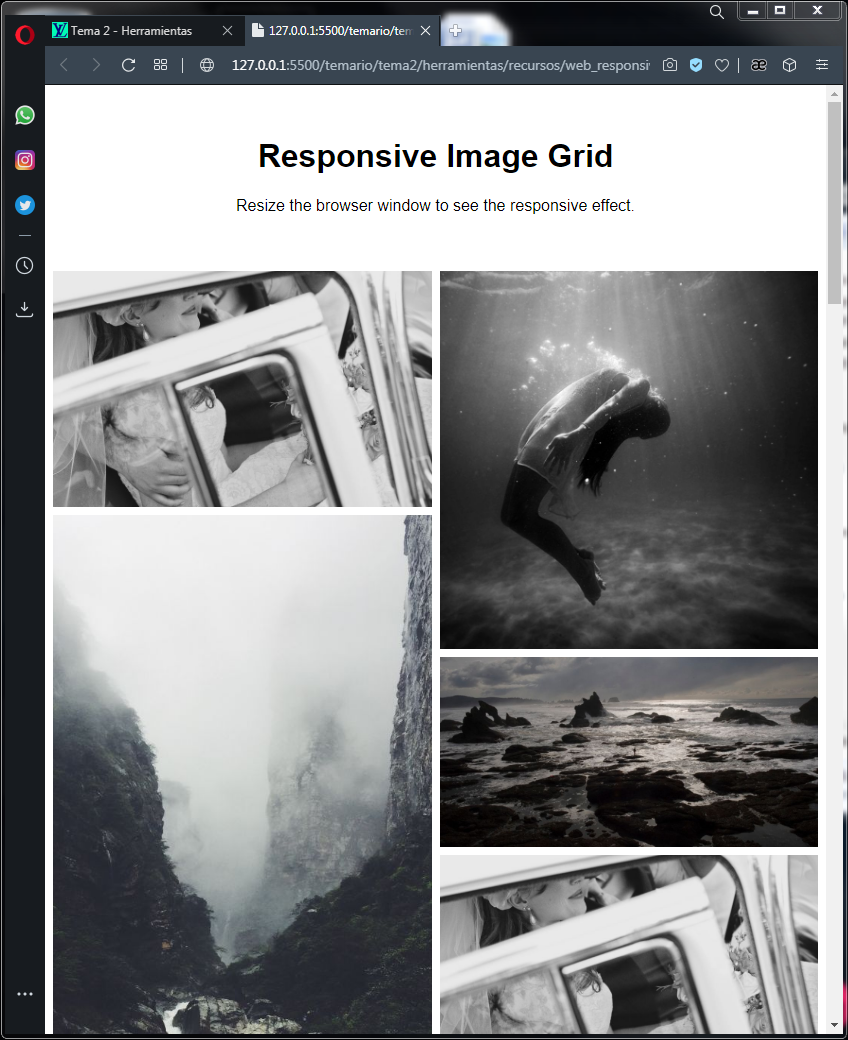 Tema 2 - Herramientas
127.0.0.1:5500/temario/tem
127.0.0.1:5500/temario/tema2/herramientas/recursos/web_responsi
Responsive Image Grid
Resize the browser window to see the responsive effect.